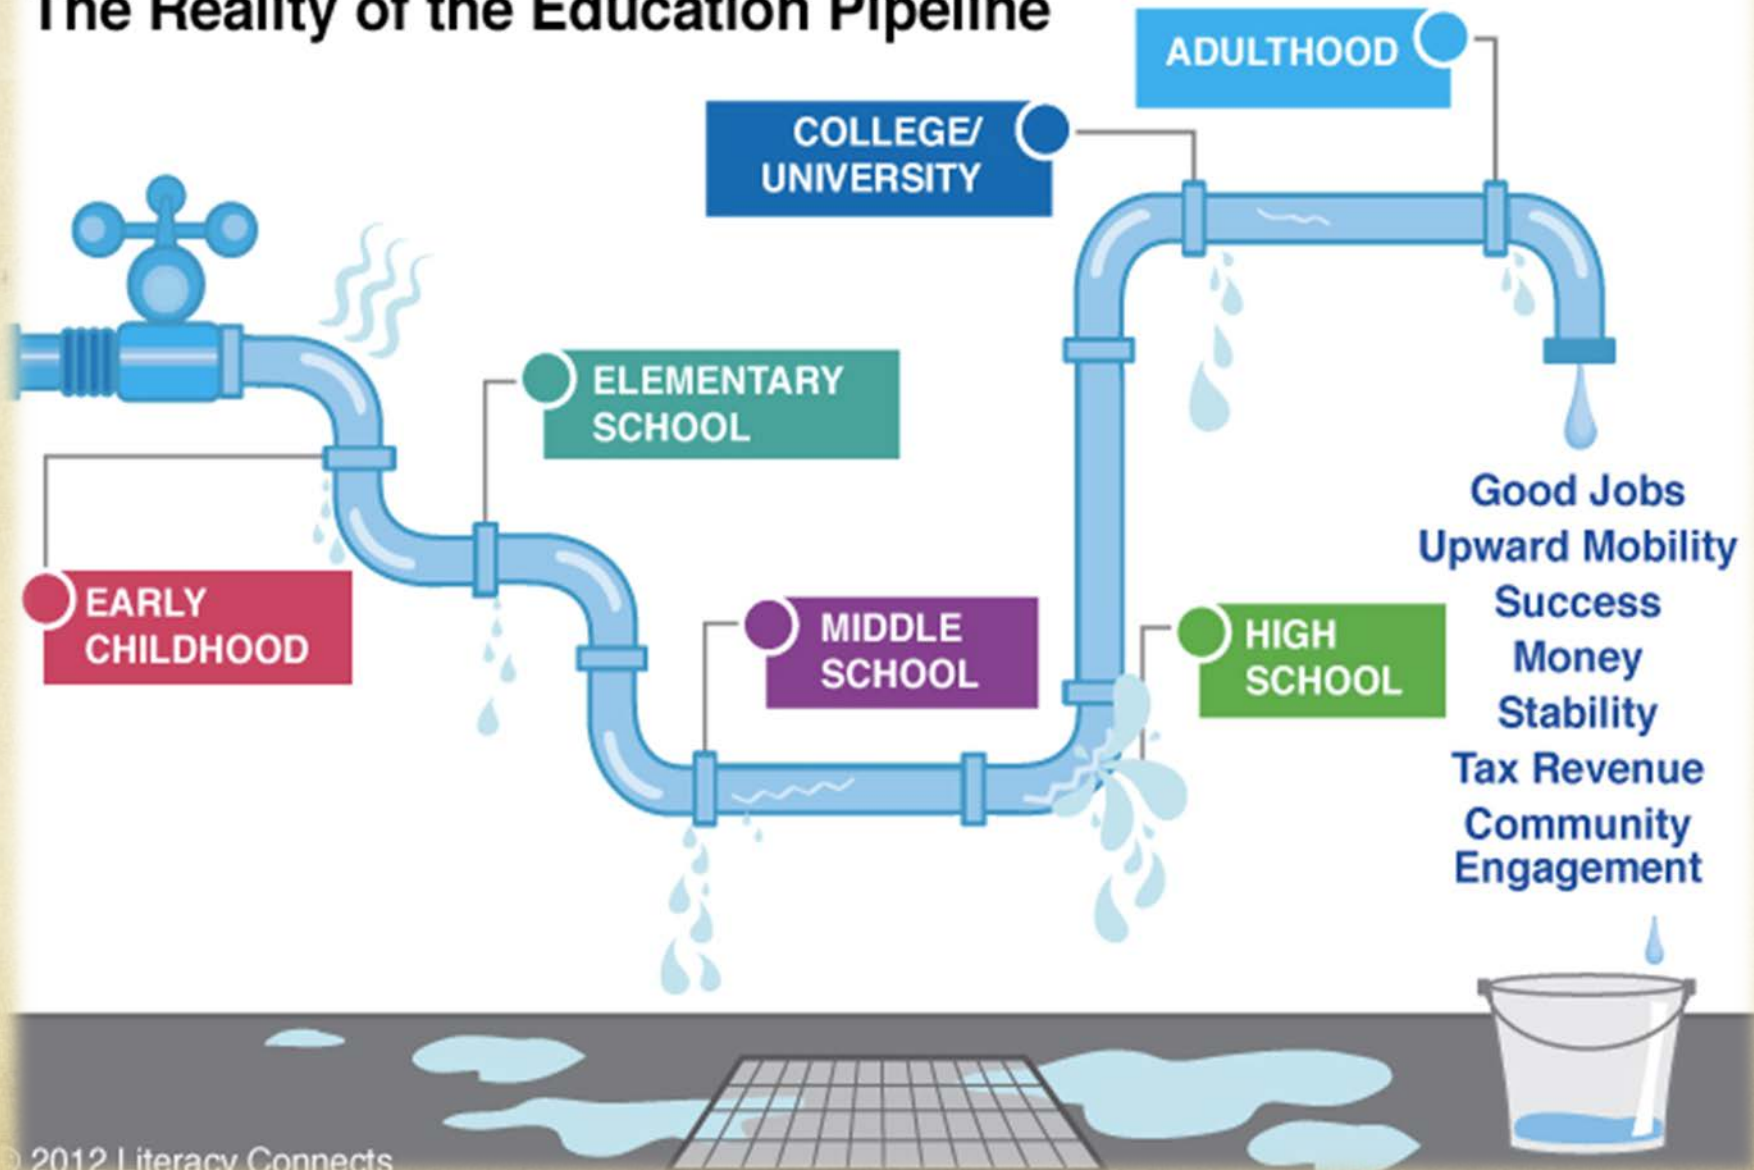 The Reality of the Education Pipeline
ADULTHOOD
COLLEGE/
UNIVERSITY
ELEMENTARY
SCHOOL
EARLY
CHILDHOOD
MIDDLE
SCHOOL
HIGH
SCHOOL
Good Jobs
Upward Mobility
Success
Money
Stability
Tax Revenue
Community
Engagement
© 2012 Literacy Connects